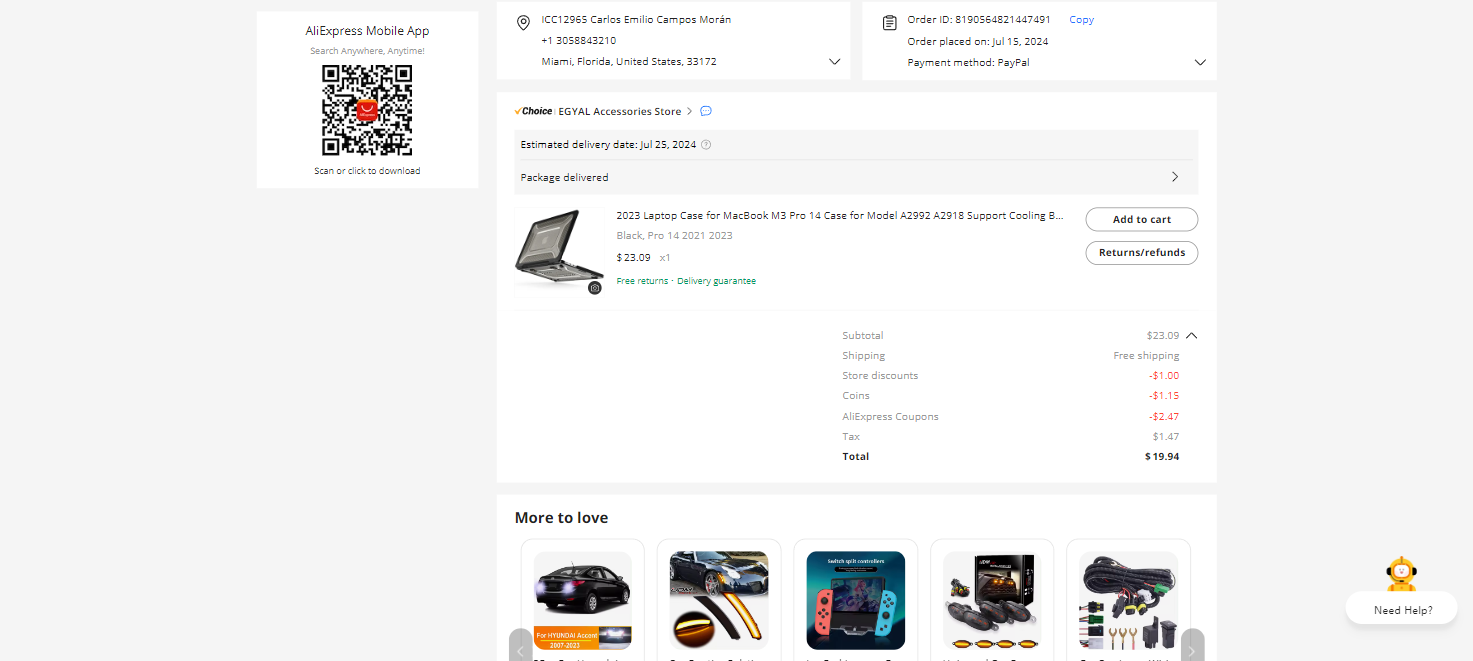 AliExpress Mobile App
Search Anywhere, Anytime!
Scan or click to download
ICC12965 Carlos Emilio Campos Morán
+1 3058843210
Miami, Florida, United States, 33172
Order ID: 8190564821447491 Copy
Order placed on: Jul 15, 2024
Payment method: PayPal
Choice EGYAL Accessories Store
Estimated delivery date: Jul 25, 2024
Package delivered
2023 Laptop Case for MacBook M3 Pro 14 Case for Model A2992 A2918 Support Cooling B...
Black, Pro 14 2021 2023
$23.09 x1
Free returns · Delivery guarantee
Add to cart
Returns/refunds
Subtotal $23.09
Shipping Free shipping
Store discounts -$1.00
Coins -$1.15
AliExpress Coupons -$2.47
Tax $1.47
Total $19.94
More to love
For HYUNDAI Accent
2007-2023
Switch split controllers
Need Help?